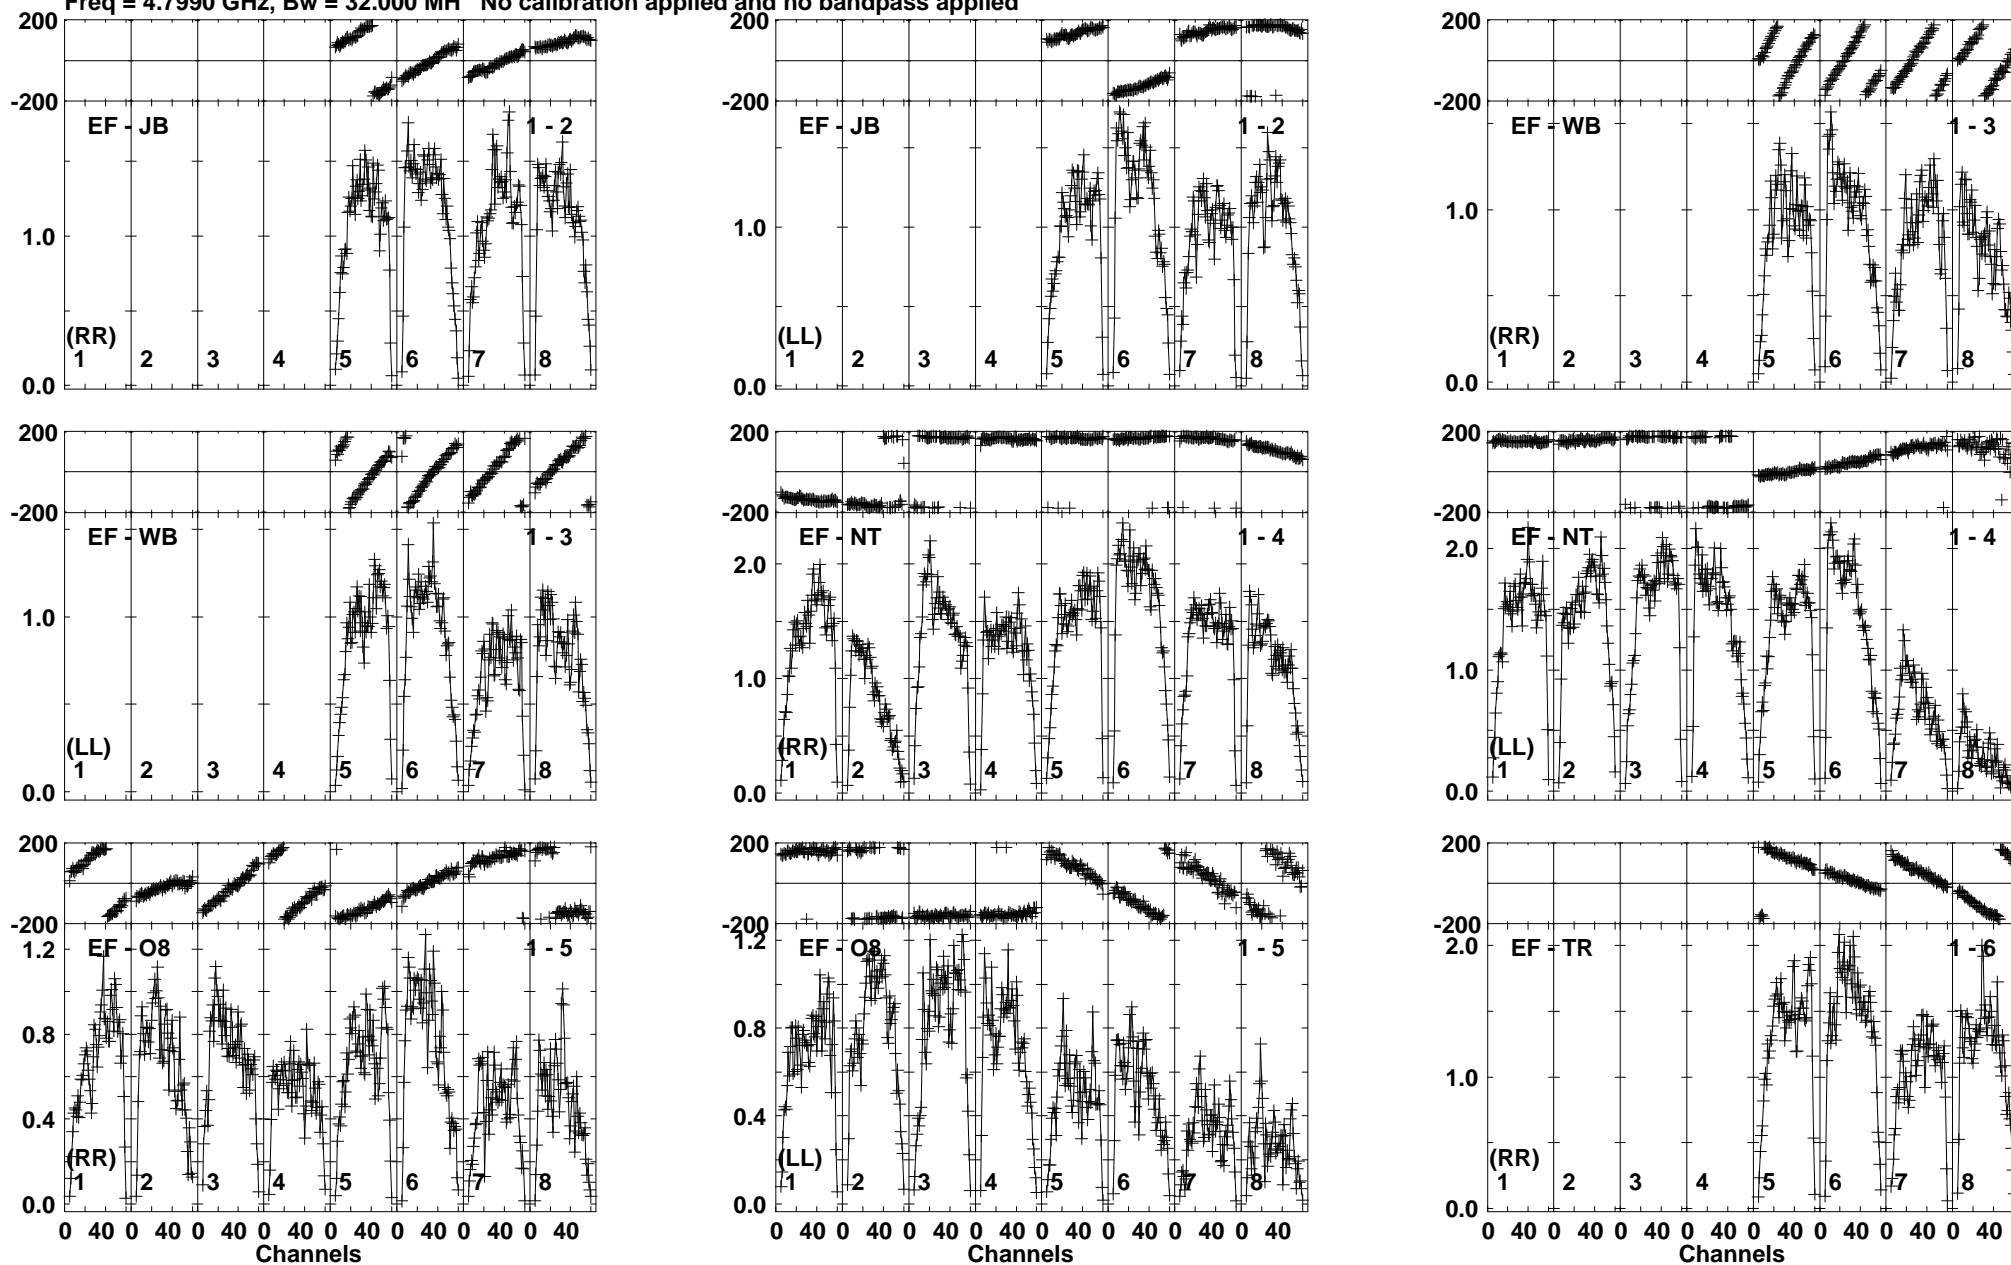 Freq = 4.7990 GHz, Bw = 32.000 MH No calibration applied and no bandpass applied
200 200 200
-200 -200 -200
EF - JB 1 - 2 EF - JB 1 - 2 EF - WB 1 - 3
1.0 1.0 1.0
(RR) (LL) (RR)
1 2 3 4 5 6 7 8 1 2 3 4 5 6 7 8 1 2 3 4 5 6 7 8
0.0 0.0 0.0
200 200 200
-200 -200 -200
EF - WB 1 - 3 EF - NT 1 - 4 EF - NT 1 - 4
2.0 2.0
1.0 1.0 1.0
(LL) (RR) (LL)
1 2 3 4 5 6 7 8 1 2 3 4 5 6 7 8 1 2 3 4 5 6 7 8
0.0 0.0 0.0
200 200 200
-200 -200 -200
EF - O8 1 - 5 EF - O8 1 - 5 EF - TR 1 - 6
1.2 1.2 2.0
0.8 0.8
1.0
0.4 0.4
(RR) (LL) (RR)
1 2 3 4 5 6 7 8 1 2 3 4 5 6 7 8 1 2 3 4 5 6 7 8
0.0 0.0 0.0
0 40 0 40 0 40 0 40 0 40 0 40 0 40 0 40 0 40 0 40 0 40 0 40 0 40 0 40 0 40 0 40 0 40 0 40 0 40 0 40 0 40 0 40 0 40 0 40
Channels Channels Channels